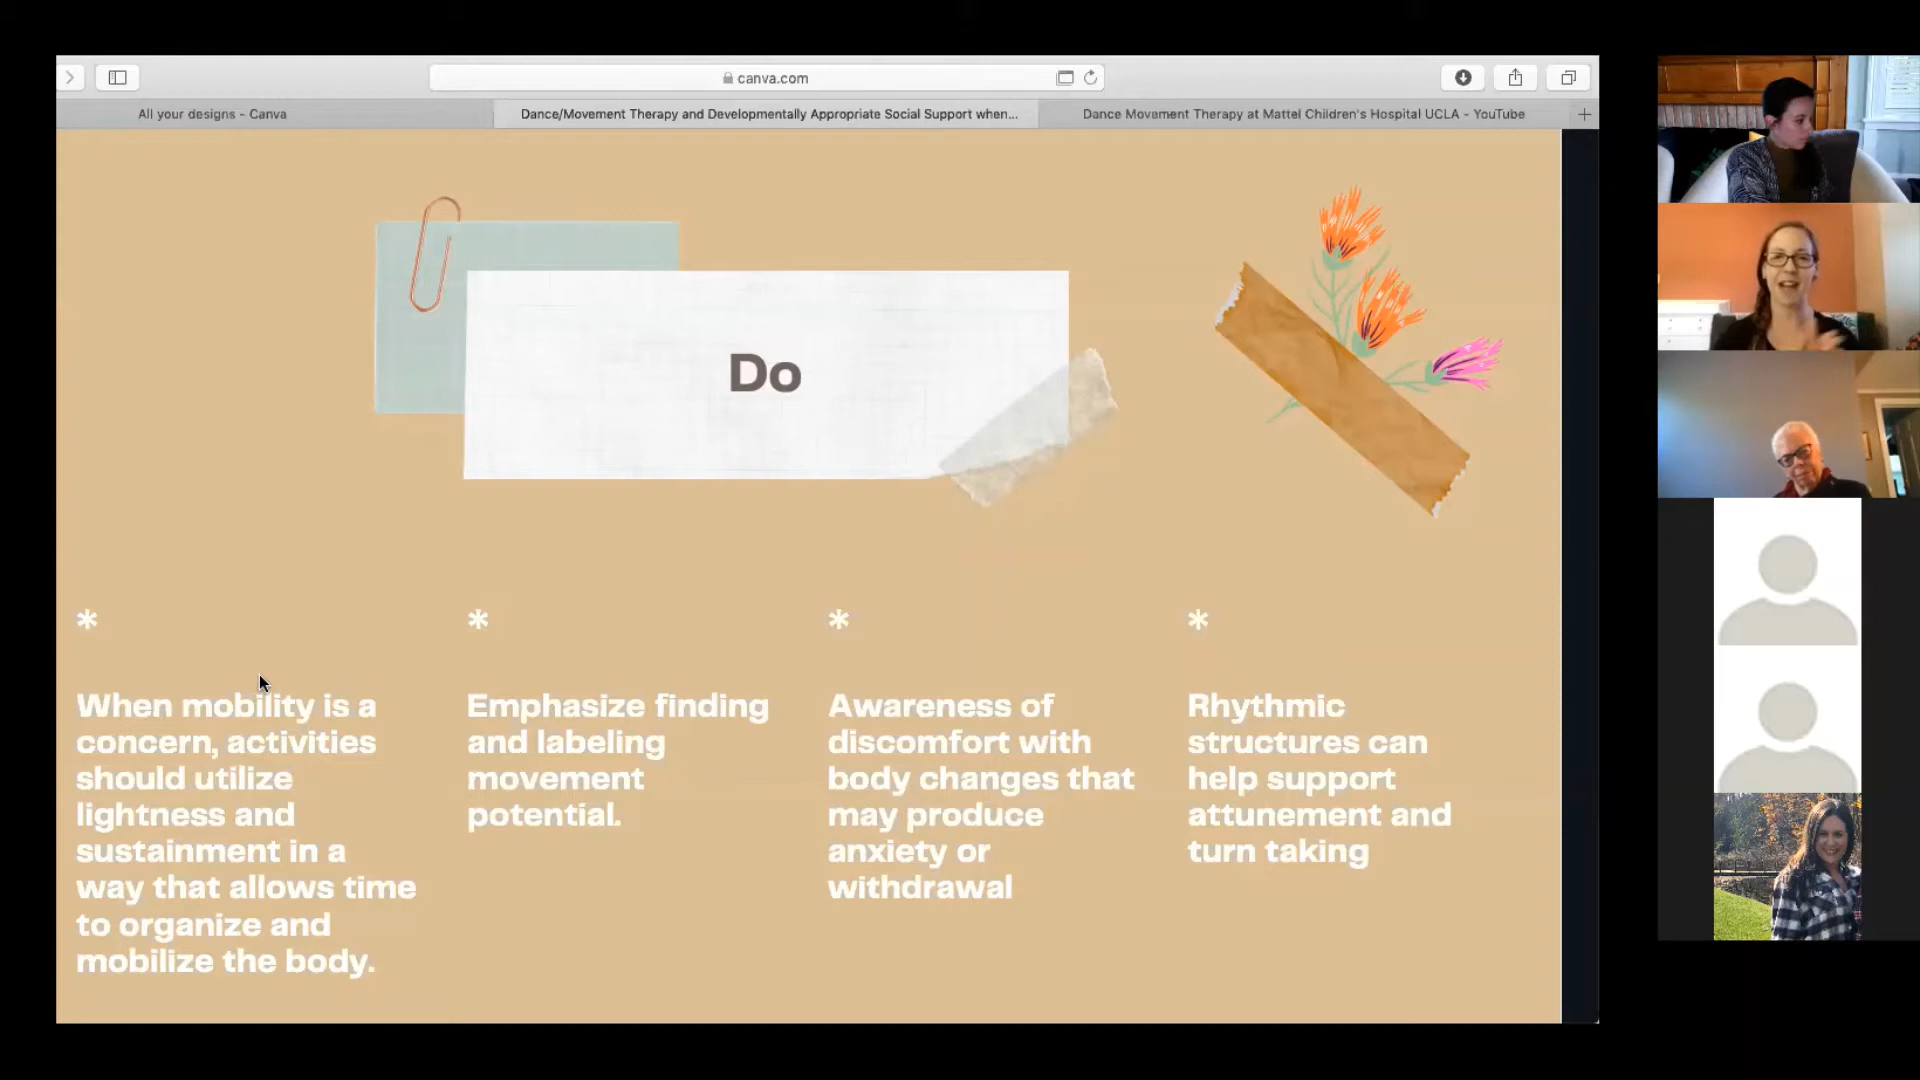 canva.com
All your designs – Canva
Dance/Movement Therapy and Developmentally Appropriate Social Support when...
Dance Movement Therapy at Mattel Children's Hospital UCLA - YouTube
Do
*
When mobility is a
concern, activities
should utilize
lightness and
sustainment in a
way that allows time
to organize and
mobilize the body.
*
Emphasize finding
and labeling
movement
potential.
*
Awareness of
discomfort with
body changes that
may produce
anxiety or
withdrawal
*
Rhythmic
structures can
help support
attunement and
turn taking